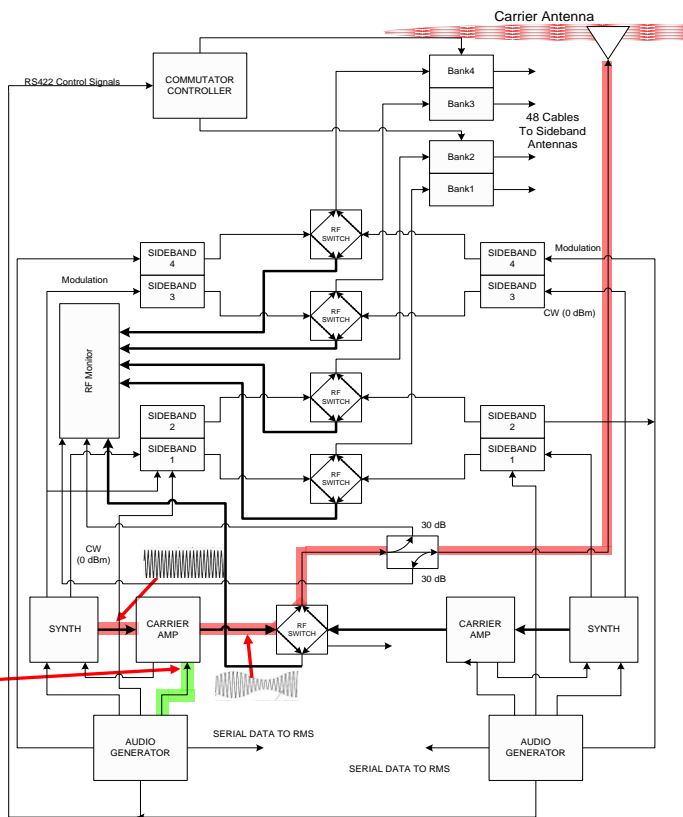 Carrier Antenna
RS422 Control Signals
COMMUTATOR
CONTROLLER
Bank4
Bank3
48 Cables
To Sideband
Antennas
Bank2
Bank1
RF
SWITCH
SIDEBAND
4
Modulation
SIDEBAND
3
SIDEBAND
4
Modulation
SIDEBAND
3
CW (0 dBm)
RF
SWITCH
RF Monitor
RF
SWITCH
SIDEBAND
2
SIDEBAND
1
SIDEBAND
2
SIDEBAND
1
RF
SWITCH
30 dB
30 dB
CW
(0 dBm)
SYNTH
CARRIER
AMP
RF
SWITCH
CARRIER
AMP
SYNTH
AUDIO
GENERATOR
SERIAL DATA TO RMS
SERIAL DATA TO RMS
AUDIO
GENERATOR